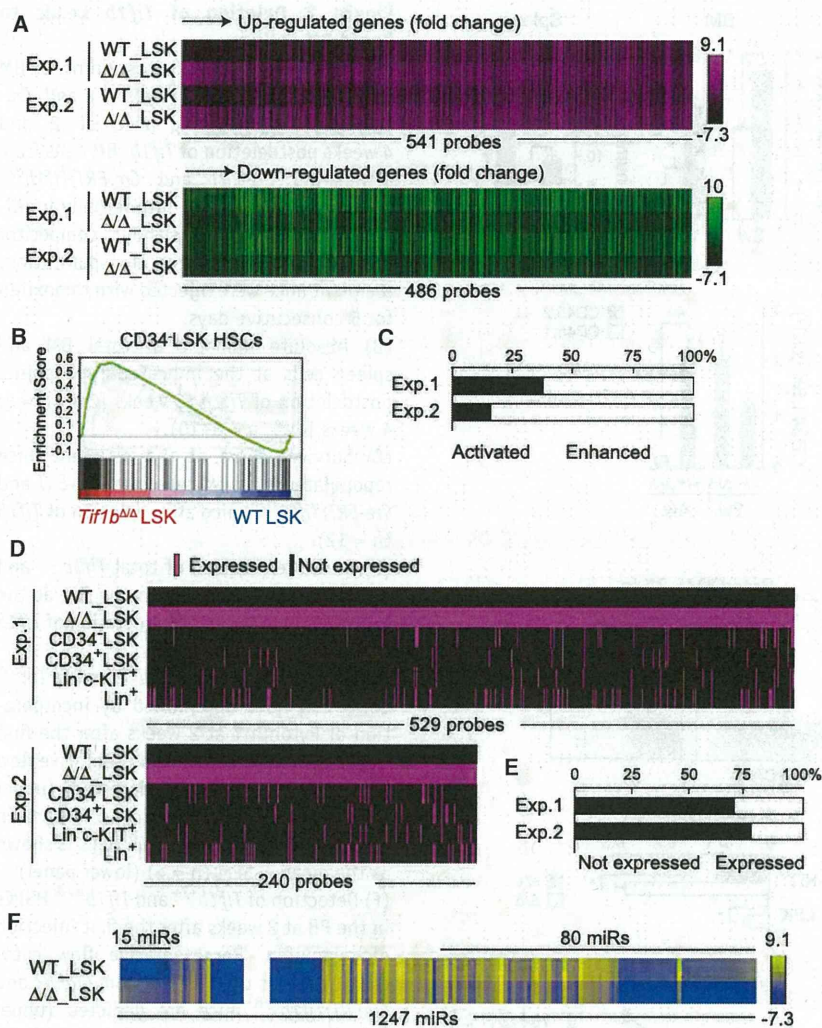 A
Up-regulated genes (fold change)
9.1
Exp.1
WT_LSK
Δ/Δ_LSK
Exp.2
WT_LSK
Δ/Δ_LSK
541 probes
-7.3
Down-regulated genes (fold change)
10
Exp.1
WT_LSK
Δ/Δ_LSK
Exp.2
WT_LSK
Δ/Δ_LSK
486 probes
-7.1
B
CD34-LSK HSCs
Enrichment Score
0.6
0.5
0.4
0.3
0.2
0.1
0.0
-0.1
Tif1bΔ/Δ LSK
WT LSK
C
0 25 50 75 100%
Exp.1
Exp.2
Activated Enhanced
D
Expressed Not expressed
Exp.1
WT_LSK
Δ/Δ_LSK
CD34-LSK
CD34+LSK
Lin-c-KIT+
Lin+
529 probes
Exp.2
WT_LSK
Δ/Δ_LSK
CD34-LSK
CD34+LSK
Lin-c-KIT+
Lin+
240 probes
E
0 25 50 75 100%
Exp.1
Exp.2
Not expressed Expressed
F
15 miRs
80 miRs
9.1
WT_LSK
Δ/Δ_LSK
1247 miRs
-7.3